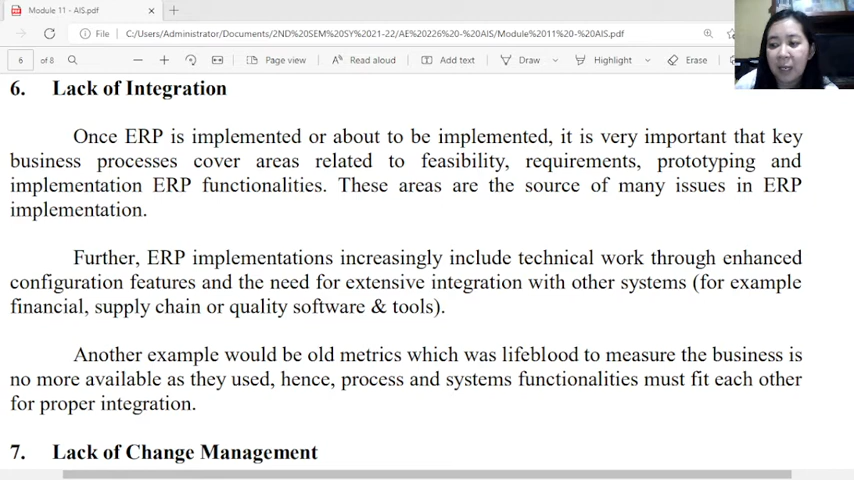 Module 11 - AIS.pdf
File
C:/Users/Administrator/Documents/2ND%20SEM%20SY%2021-22/AE%20226%20-%20AIS/Module%2011%20-%20AIS.pdf
6 of 8
Page view
Read aloud
Add text
Draw
Highlight
Erase
6. Lack of Integration
Once ERP is implemented or about to be implemented, it is very important that key
business processes cover areas related to feasibility, requirements, prototyping and
implementation ERP functionalities. These areas are the source of many issues in ERP
implementation.
Further, ERP implementations increasingly include technical work through enhanced
configuration features and the need for extensive integration with other systems (for example
financial, supply chain or quality software & tools).
Another example would be old metrics which was lifeblood to measure the business is
no more available as they used, hence, process and systems functionalities must fit each other
for proper integration.
7. Lack of Change Management